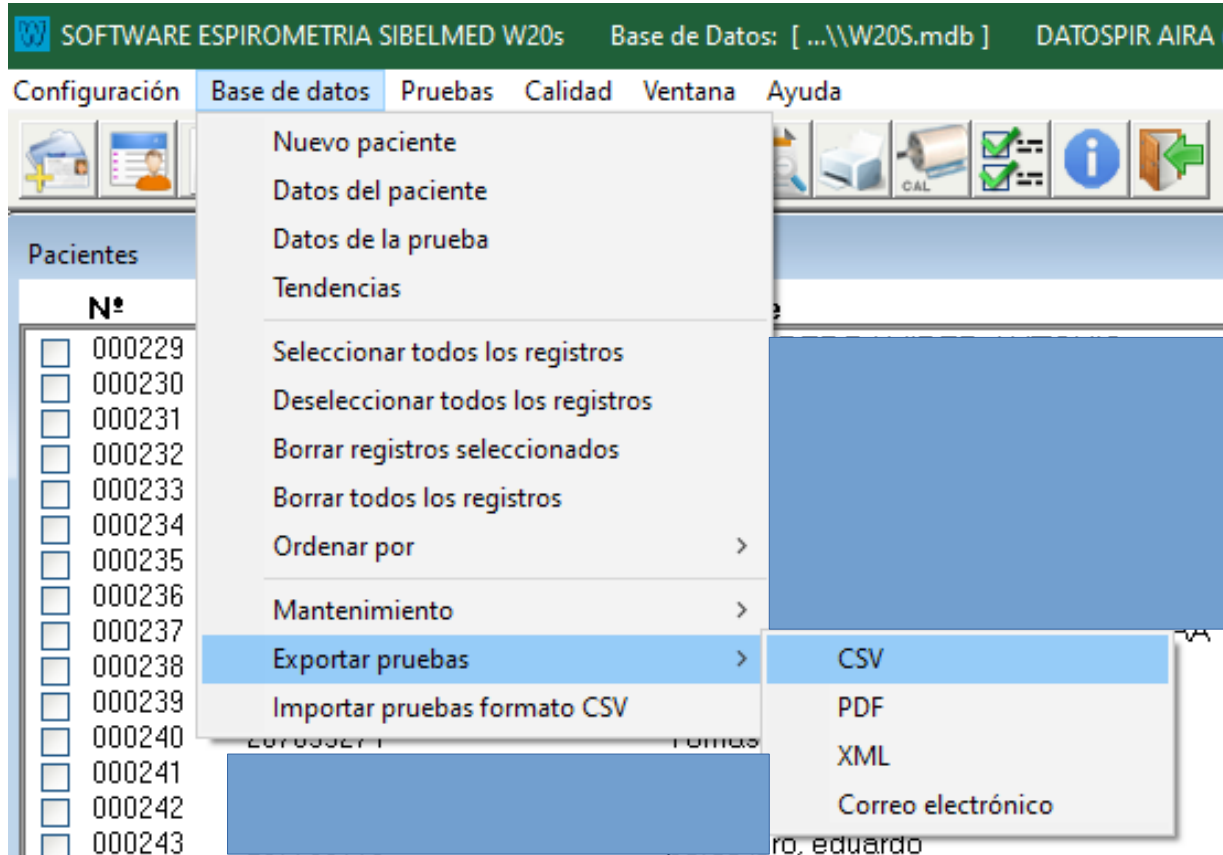 SOFTWARE ESPIROMETRIA SIBELMED W20s Base de Datos: [ ...\\W20S.mdb ] DATOSPIR AIRA
Configuración Base de datos Pruebas Calidad Ventana Ayuda
CAL
Nuevo paciente
Datos del paciente
Datos de la prueba
Tendencias
Seleccionar todos los registros
Deseleccionar todos los registros
Borrar registros seleccionados
Borrar todos los registros
Ordenar por >
Mantenimiento >
Exportar pruebas >
Importar pruebas formato CSV
CSV
PDF
XML
Correo electrónico
Pacientes
Nº
000229
000230
000231
000232
000233
000234
000235
000236
000237
000238
000239
000240
000241
000242
000243 ro, eduardo